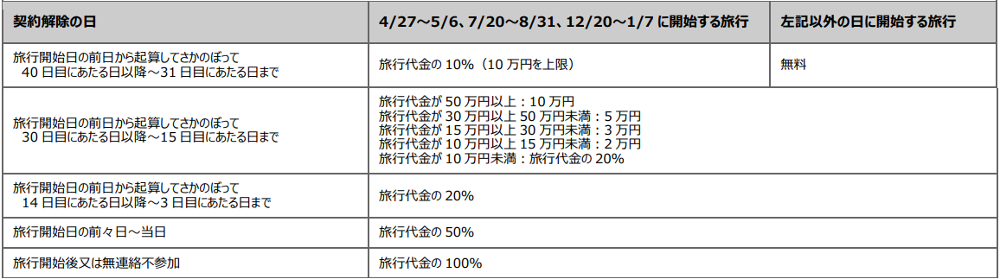 契約解除の日
4/27～5/6、7/20～8/31、12/20～1/7 に開始する旅行
左記以外の日に開始する旅行
旅行開始日の前日から起算してさかのぼって
40 日目にあたる日以降～31 日目にあたる日まで
旅行代金の 10%（10 万円を上限）
無料
旅行開始日の前日から起算してさかのぼって
30 日目にあたる日以降～15 日目にあたる日まで
旅行代金が 50 万円以上：10 万円
旅行代金が 30 万円以上 50 万円未満：5 万円
旅行代金が 15 万円以上 30 万円未満：3 万円
旅行代金が 10 万円以上 15 万円未満：2 万円
旅行代金が 10 万円未満：旅行代金の 20%
旅行開始日の前日から起算してさかのぼって
14 日目にあたる日以降～3 日目にあたる日まで
旅行代金の 20%
旅行開始日の前々日～当日
旅行代金の 50%
旅行開始後又は無連絡不参加
旅行代金の 100%